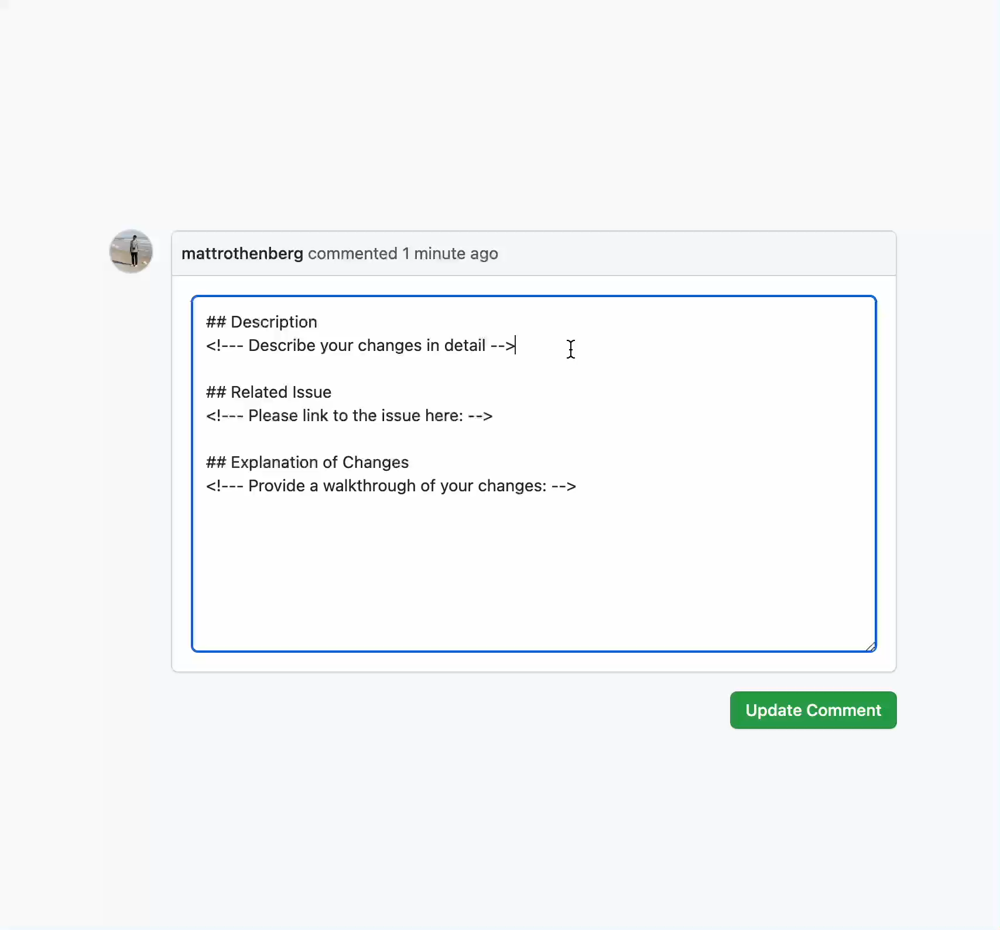 mattrothenberg commented 1 minute ago
## Description
<!--- Describe your changes in detail -->
## Related Issue
<!--- Please link to the issue here: -->
## Explanation of Changes
<!--- Provide a walkthrough of your changes: -->
Update Comment